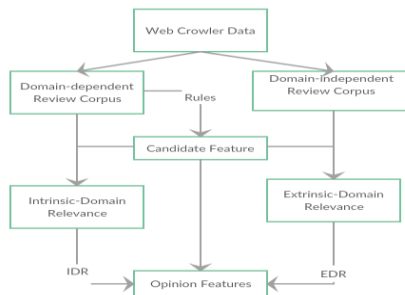 Web Crowler Data
Domain-dependent
Review Corpus
Domain-Independent
Review Corpus
Rules
Candidate Feature
Intrinsic-Domain
Relevance
Extrinsic-Domain
Relevance
IDR
EDR
Opinion Features